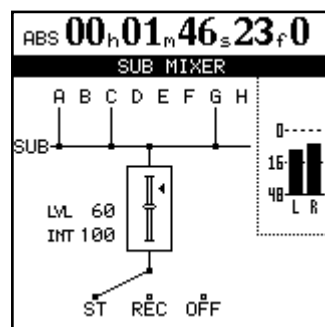 ABS 00h01m46s23f0
SUB MIXER
A B C D E F G H
SUB
0
16
48
L R
LVL 60
INT 100
ST REC OFF